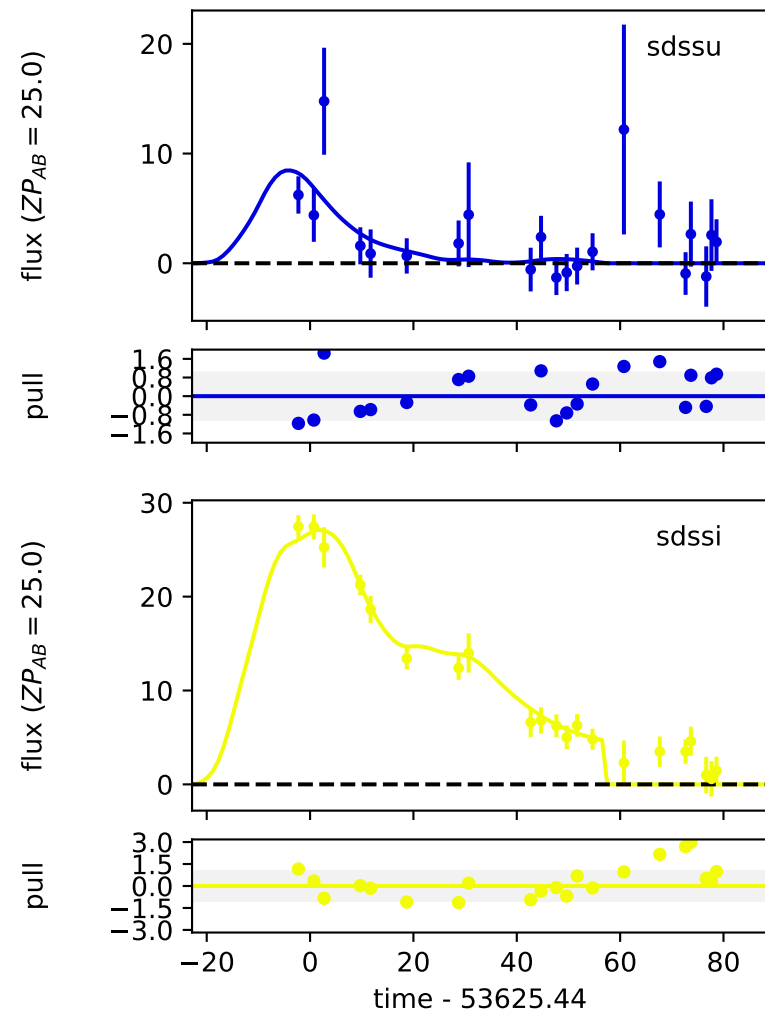 sdssu
20
10
0
flux (ZP_AB = 25.0)
1.6
0.8
0.0
−0.8
−1.6
pull
sdssi
30
20
10
0
flux (ZP_AB = 25.0)
3.0
1.5
0.0
−1.5
−3.0
pull
−20 0 20 40 60 80
time - 53625.44